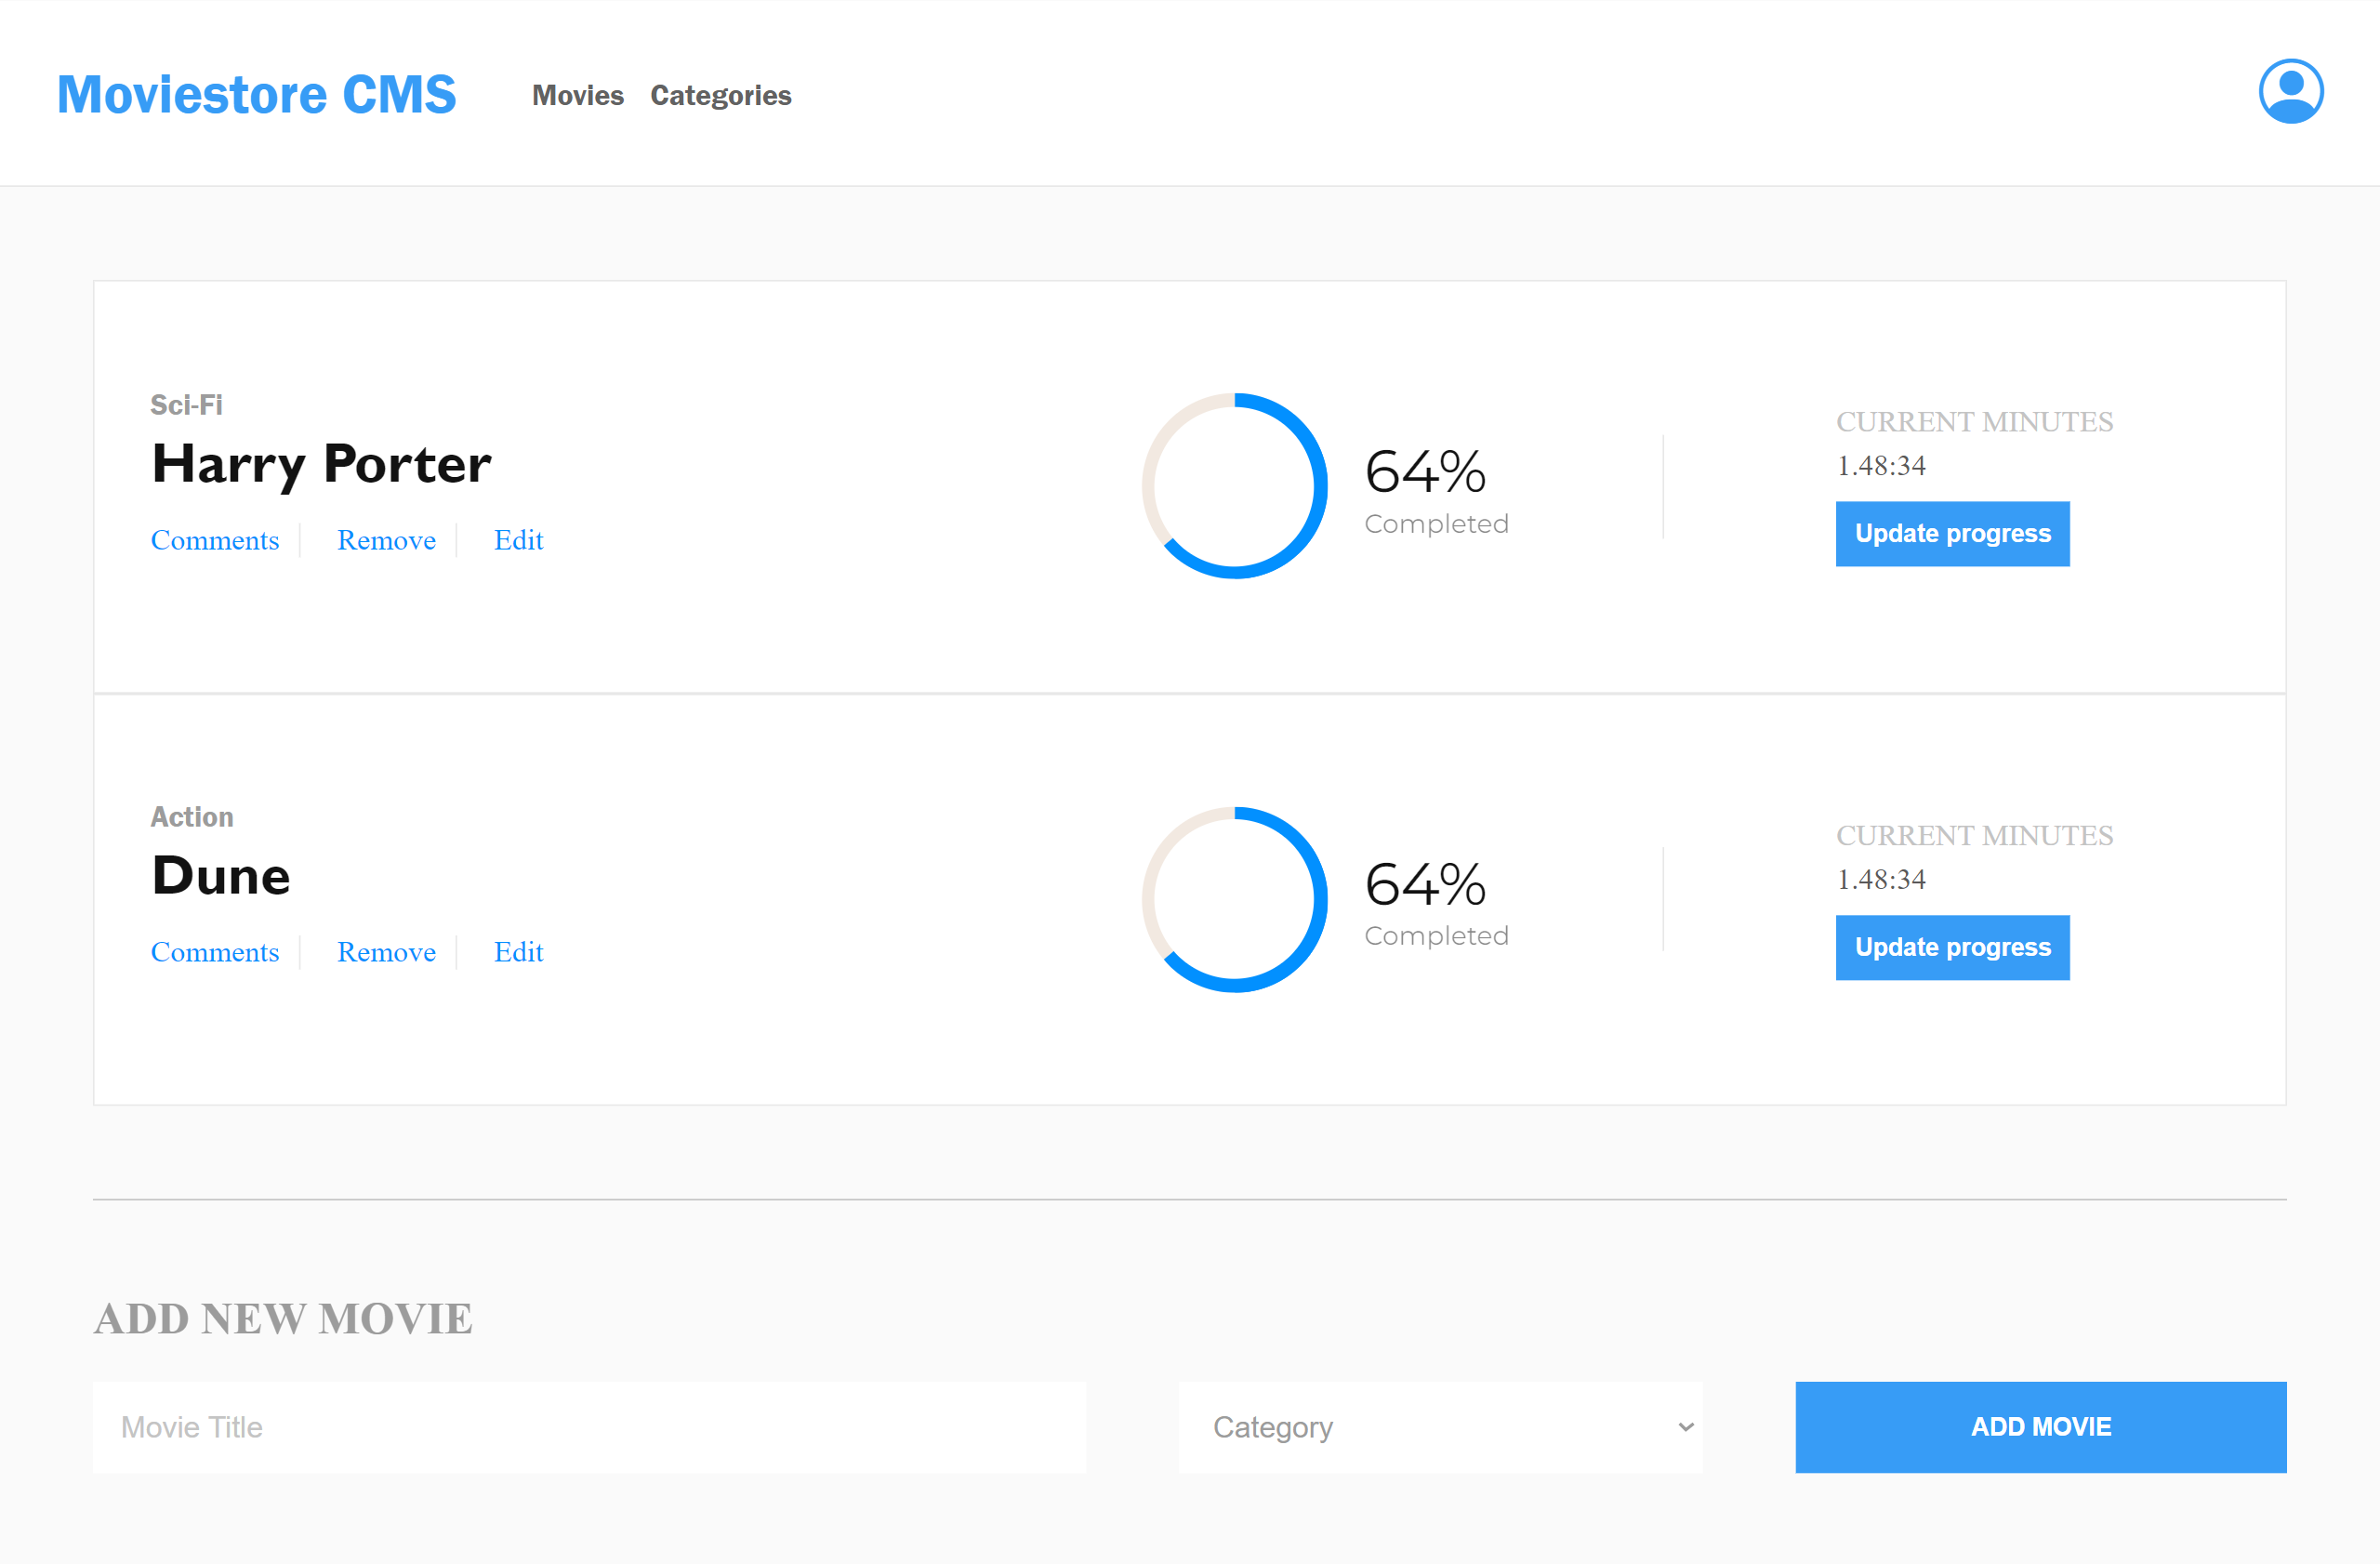 Moviestore CMS
Movies Categories
Sci-Fi
Harry Porter
Comments Remove Edit
64%
Completed
CURRENT MINUTES
1.48:34
Update progress
Action
Dune
Comments Remove Edit
64%
Completed
CURRENT MINUTES
1.48:34
Update progress
ADD NEW MOVIE
Movie Title
Category
ADD MOVIE